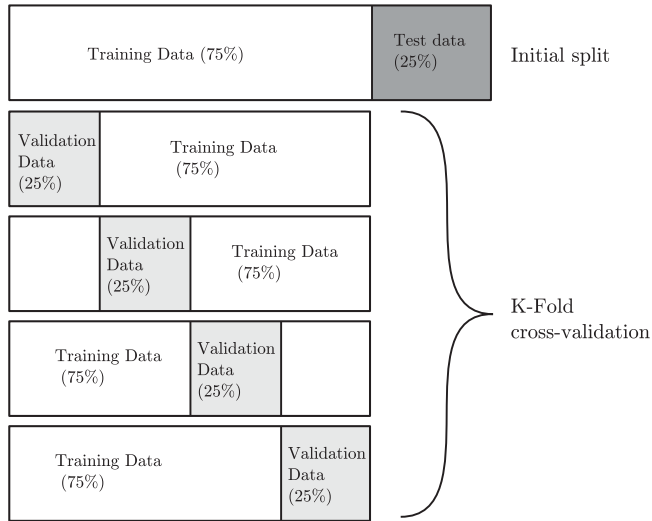 Training Data (75%)
Test data
(25%)
Initial split
Validation
Data
(25%)
Training Data
(75%)
Validation
Data
(25%)
Training Data
(75%)
K-Fold
cross-validation
Training Data
(75%)
Validation
Data
(25%)
Training Data
(75%)
Validation
Data
(25%)